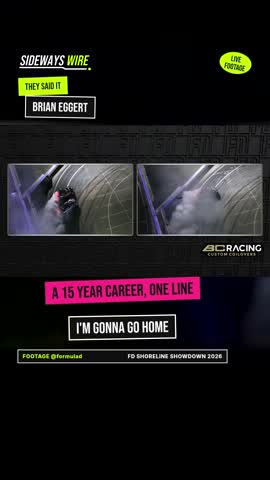 SIDEWAYS WIRE.
LIVE
FOOTAGE
THEY SAID IT
BRIAN EGGERT
BC RACING
CUSTOM COILOVERS
A 15 YEAR CAREER, ONE LINE
I'M GONNA GO HOME
FOOTAGE @formulad
FD SHORELINE SHOWDOWN 2026